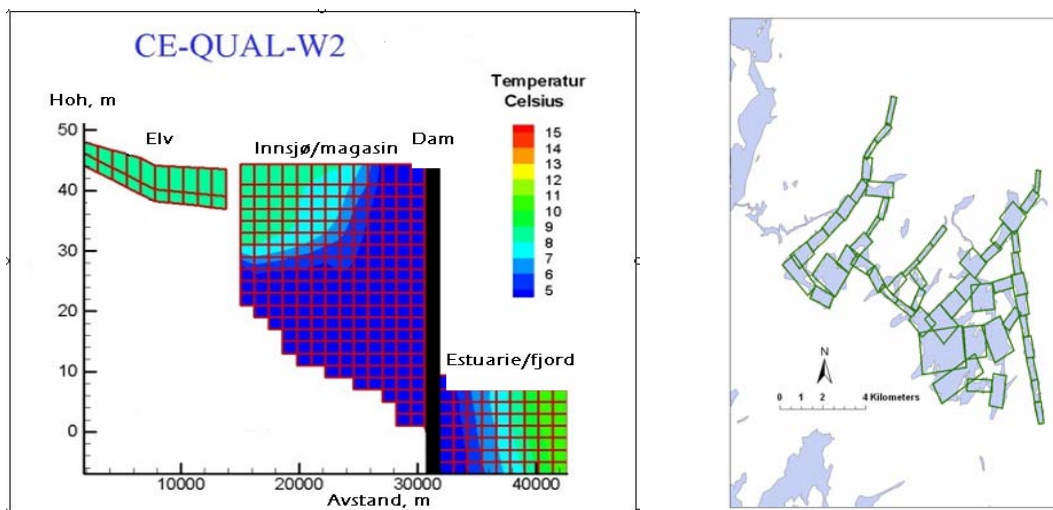 CE-QUAL-W2
Temperatur
Celsius
Hoh, m
Elv
Innsjø/magasin
Dam
50
40
30
20
10
0
15
14
13
12
11
10
9
8
7
6
5
Estuarie/fjord
10000
20000
30000
40000
Avstand, m
N
0 1 2 4 Kilometers